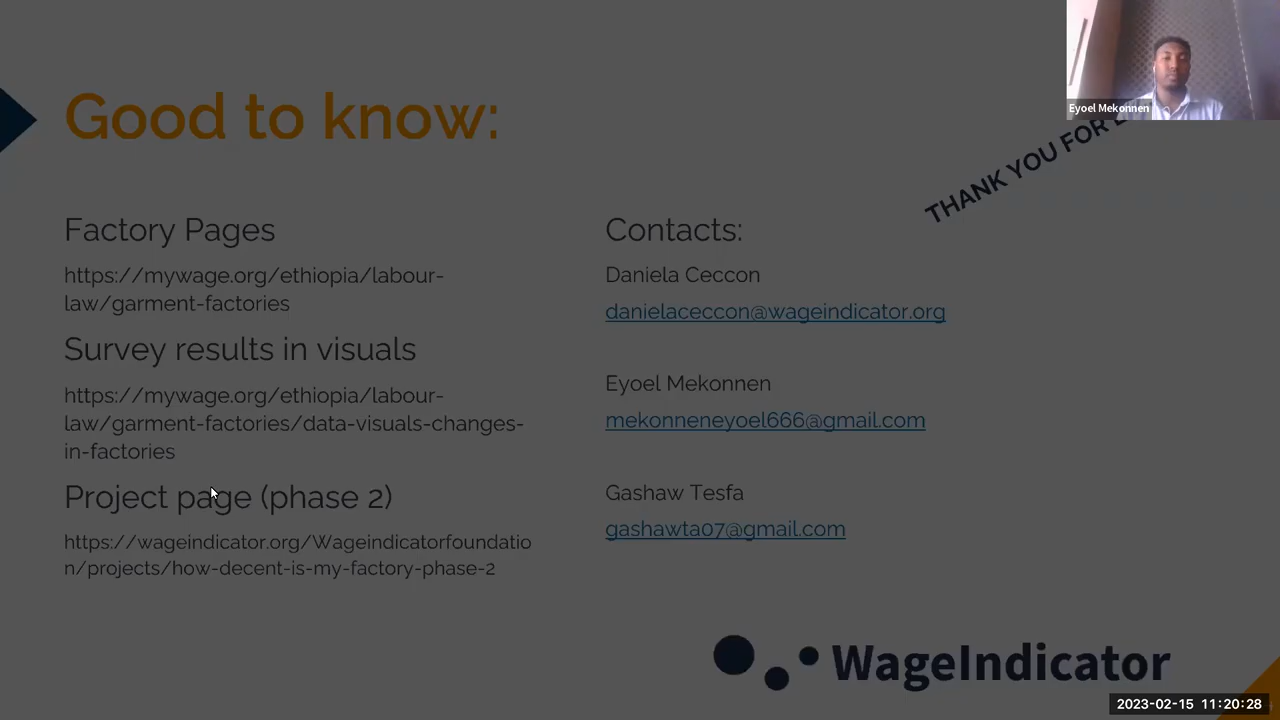 Eyoel Mekonnen
Good to know:
THANK YOU FOR
Factory Pages
https://mywage.org/ethiopia/labour-
law/garment-factories
Survey results in visuals
https://mywage.org/ethiopia/labour-
law/garment-factories/data-visuals-changes-
in-factories
Project page (phase 2)
https://wageindicator.org/Wageindicatorfoundatio
n/projects/how-decent-is-my-factory-phase-2
Contacts:
Daniela Ceccon
danielaceccon@wageindicator.org
Eyoel Mekonnen
mekonneneyoel666@gmail.com
Gashaw Tesfa
gashawta07@gmail.com
WageIndicator
2023-02-15 11:20:28